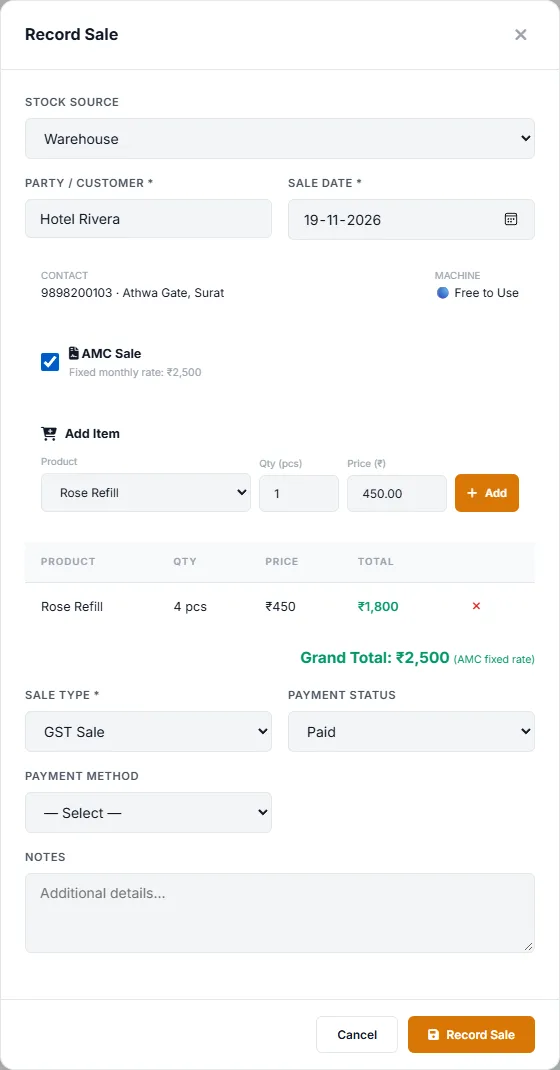 Record Sale ×
STOCK SOURCE
Warehouse
PARTY / CUSTOMER * SALE DATE *
Hotel Rivera 19-11-2026
CONTACT MACHINE
9898200103 · Athwa Gate, Surat Free to Use
AMC Sale
Fixed monthly rate: ₹2,500
Add Item
Product Qty (pcs) Price (₹)
Rose Refill 1 450.00 + Add
PRODUCT QTY PRICE TOTAL
Rose Refill 4 pcs ₹450 ₹1,800 ×
Grand Total: ₹2,500 (AMC fixed rate)
SALE TYPE * PAYMENT STATUS
GST Sale Paid
PAYMENT METHOD
— Select —
NOTES
Additional details...
Cancel Record Sale